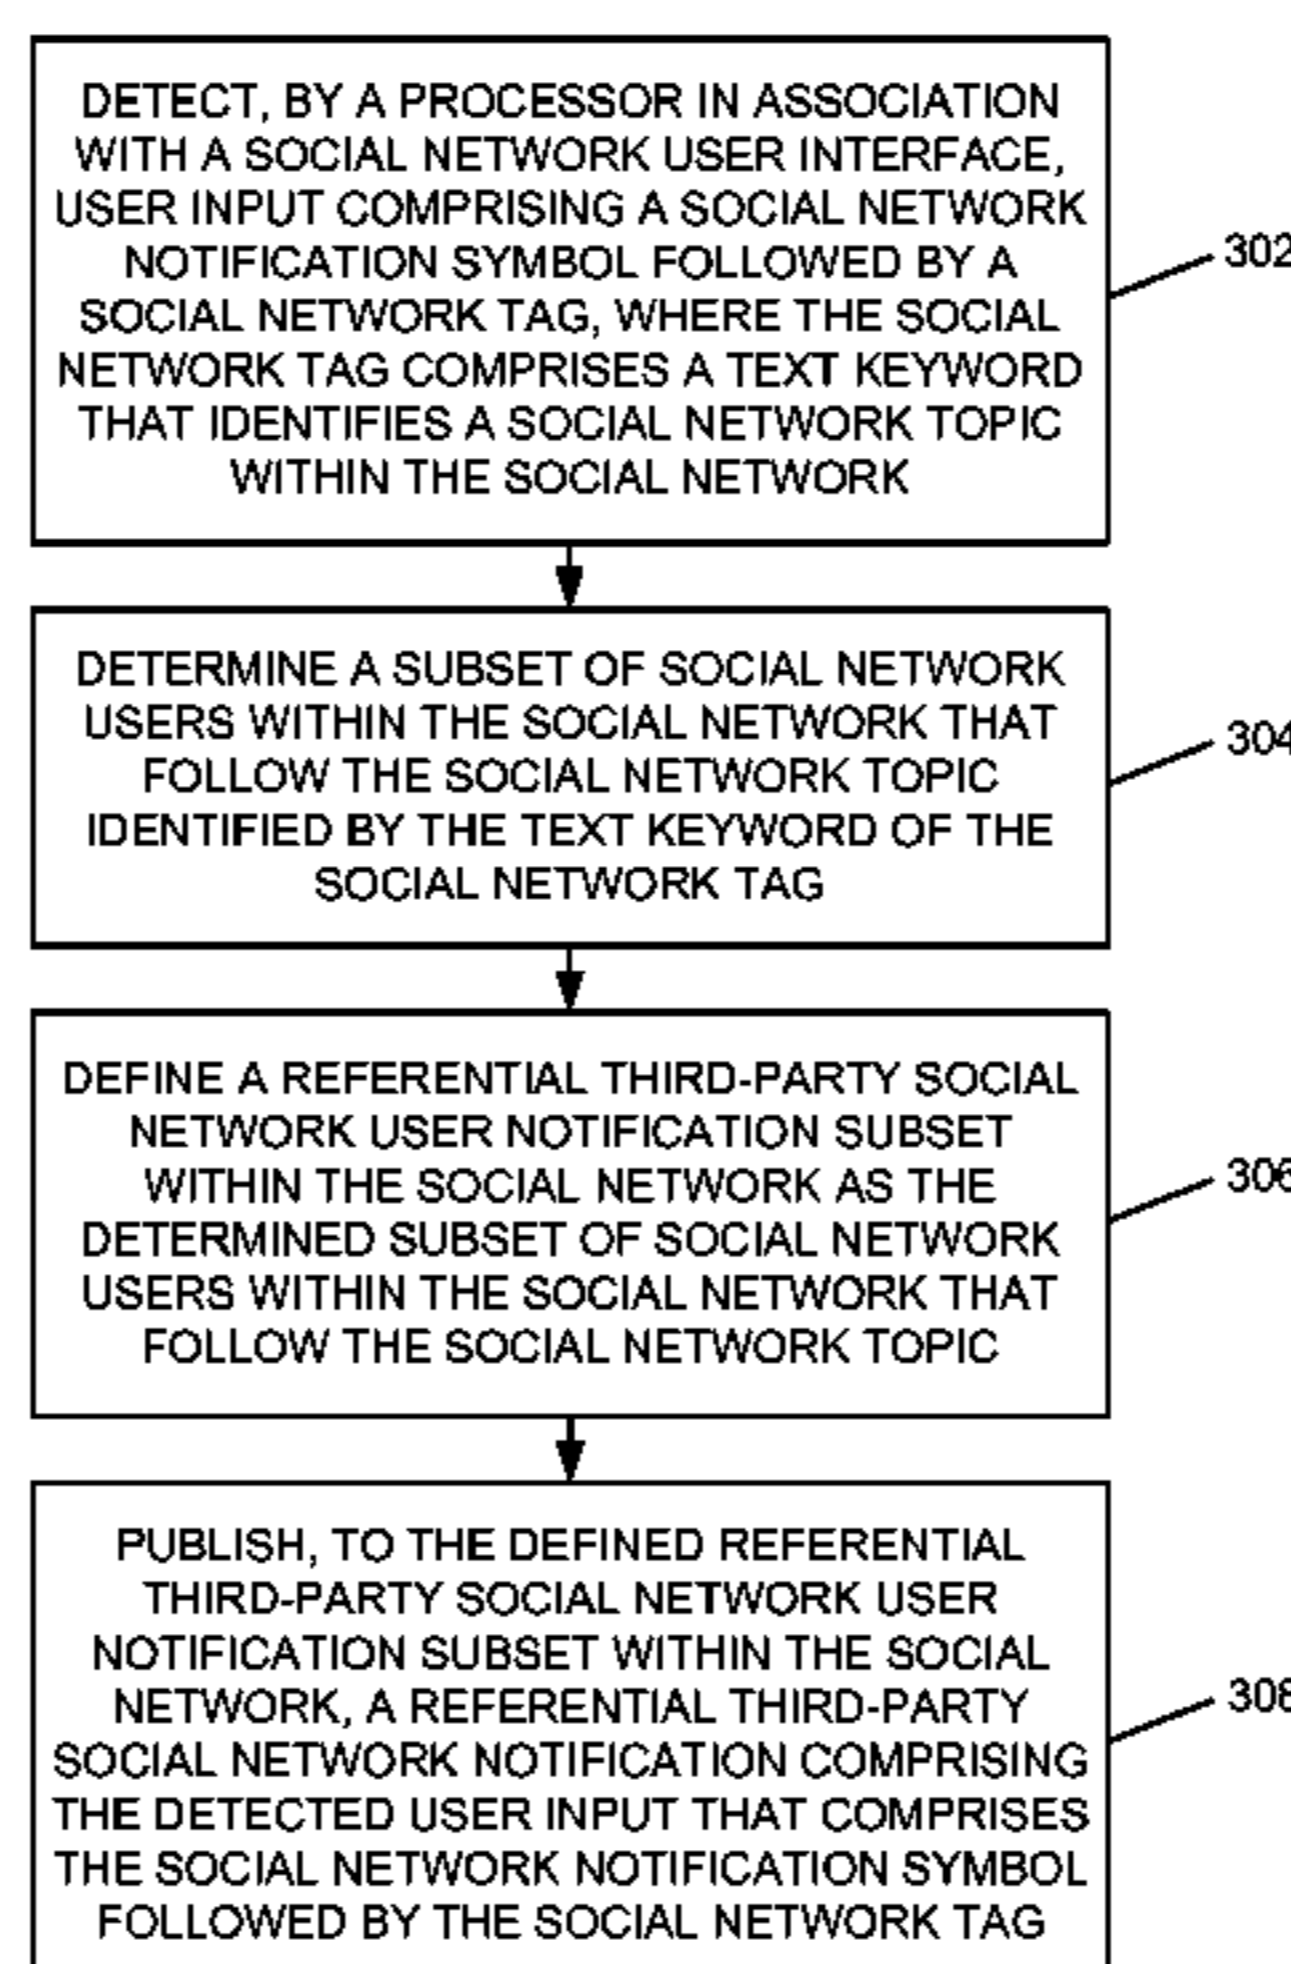 DETECT, BY A PROCESSOR IN ASSOCIATION
WITH A SOCIAL NETWORK USER INTERFACE,
USER INPUT COMPRISING A SOCIAL NETWORK
NOTIFICATION SYMBOL FOLLOWED BY A
SOCIAL NETWORK TAG, WHERE THE SOCIAL
NETWORK TAG COMPRISES A TEXT KEYWORD
THAT IDENTIFIES A SOCIAL NETWORK TOPIC
WITHIN THE SOCIAL NETWORK
302
DETERMINE A SUBSET OF SOCIAL NETWORK
USERS WITHIN THE SOCIAL NETWORK THAT
FOLLOW THE SOCIAL NETWORK TOPIC
IDENTIFIED BY THE TEXT KEYWORD OF THE
SOCIAL NETWORK TAG
304
DEFINE A REFERENTIAL THIRD-PARTY SOCIAL
NETWORK USER NOTIFICATION SUBSET
WITHIN THE SOCIAL NETWORK AS THE
DETERMINED SUBSET OF SOCIAL NETWORK
USERS WITHIN THE SOCIAL NETWORK THAT
FOLLOW THE SOCIAL NETWORK TOPIC
306
PUBLISH, TO THE DEFINED REFERENTIAL
THIRD-PARTY SOCIAL NETWORK USER
NOTIFICATION SUBSET WITHIN THE SOCIAL
NETWORK, A REFERENTIAL THIRD-PARTY
SOCIAL NETWORK NOTIFICATION COMPRISING
THE DETECTED USER INPUT THAT COMPRISES
THE SOCIAL NETWORK NOTIFICATION SYMBOL
FOLLOWED BY THE SOCIAL NETWORK TAG
308